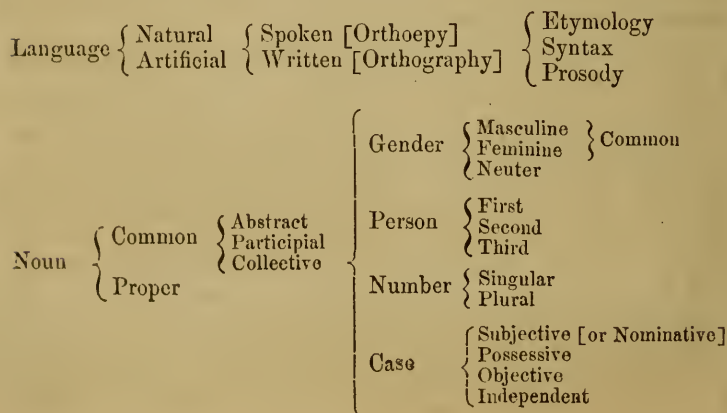 Language { Natural { Spoken [Orthoepy] { Etymology
Artificial Written [Orthography] Syntax
Prosody
Gender { Masculine } Common
Feminine
Neuter
Person { First
Second
Third
Noun { Common { Abstract
Participial
Collective
Proper
Number { Singular
Plural
Case { Subjective [or Nominative]
Possessive
Objective
Independent